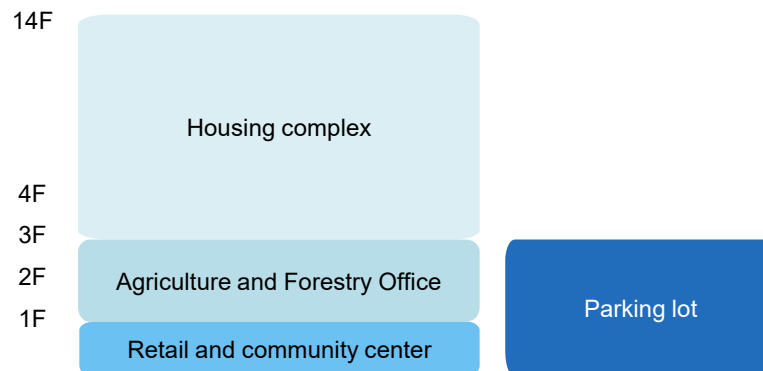 14F
Housing complex
4F
3F
2F
Agriculture and Forestry Office
Parking lot
1F
Retail and community center